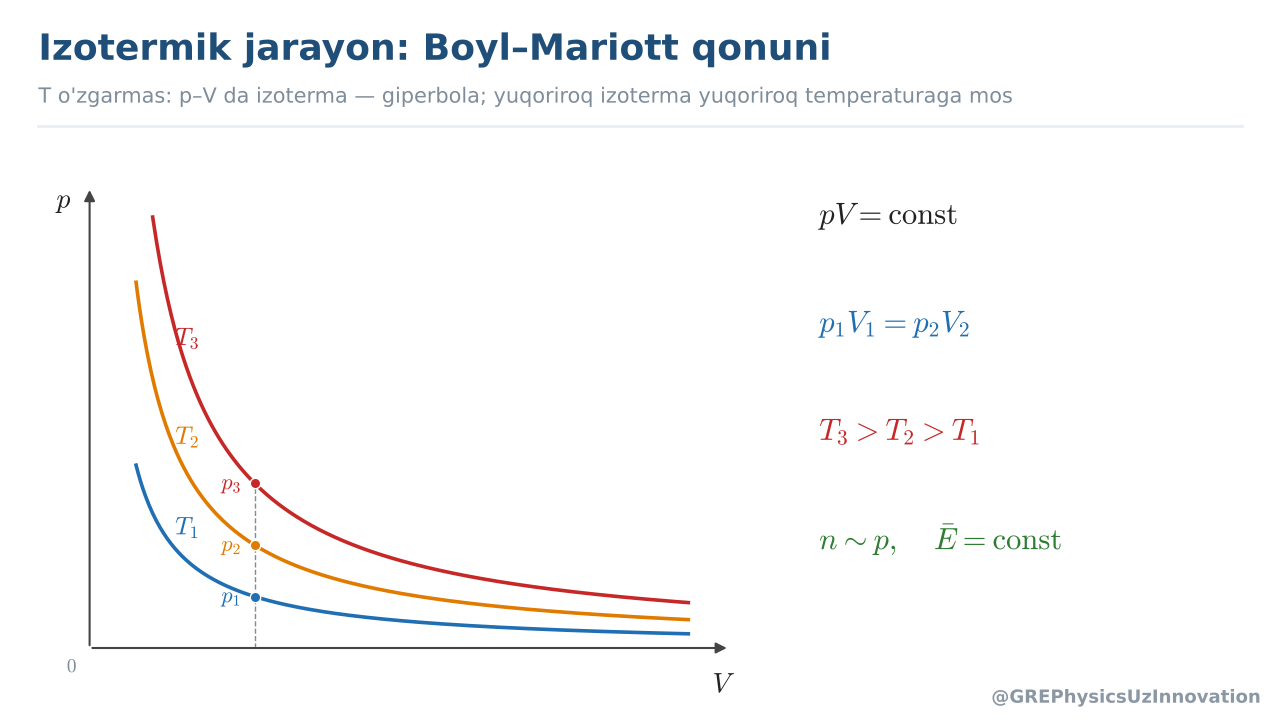 Izotermik jarayon: Boyl–Mariott qonuni
T o'zgarmas: p–V da izoterma — giperbola; yuqoriroq izoterma yuqoriroq temperaturaga mos
p
pV = const
p₁V₁ = p₂V₂
T₃
T₃ > T₂ > T₁
T₂
p₃
T₁
n ∼ p, Ē = const
p₂
p₁
0
V
@GREPhysicsUzInnovation